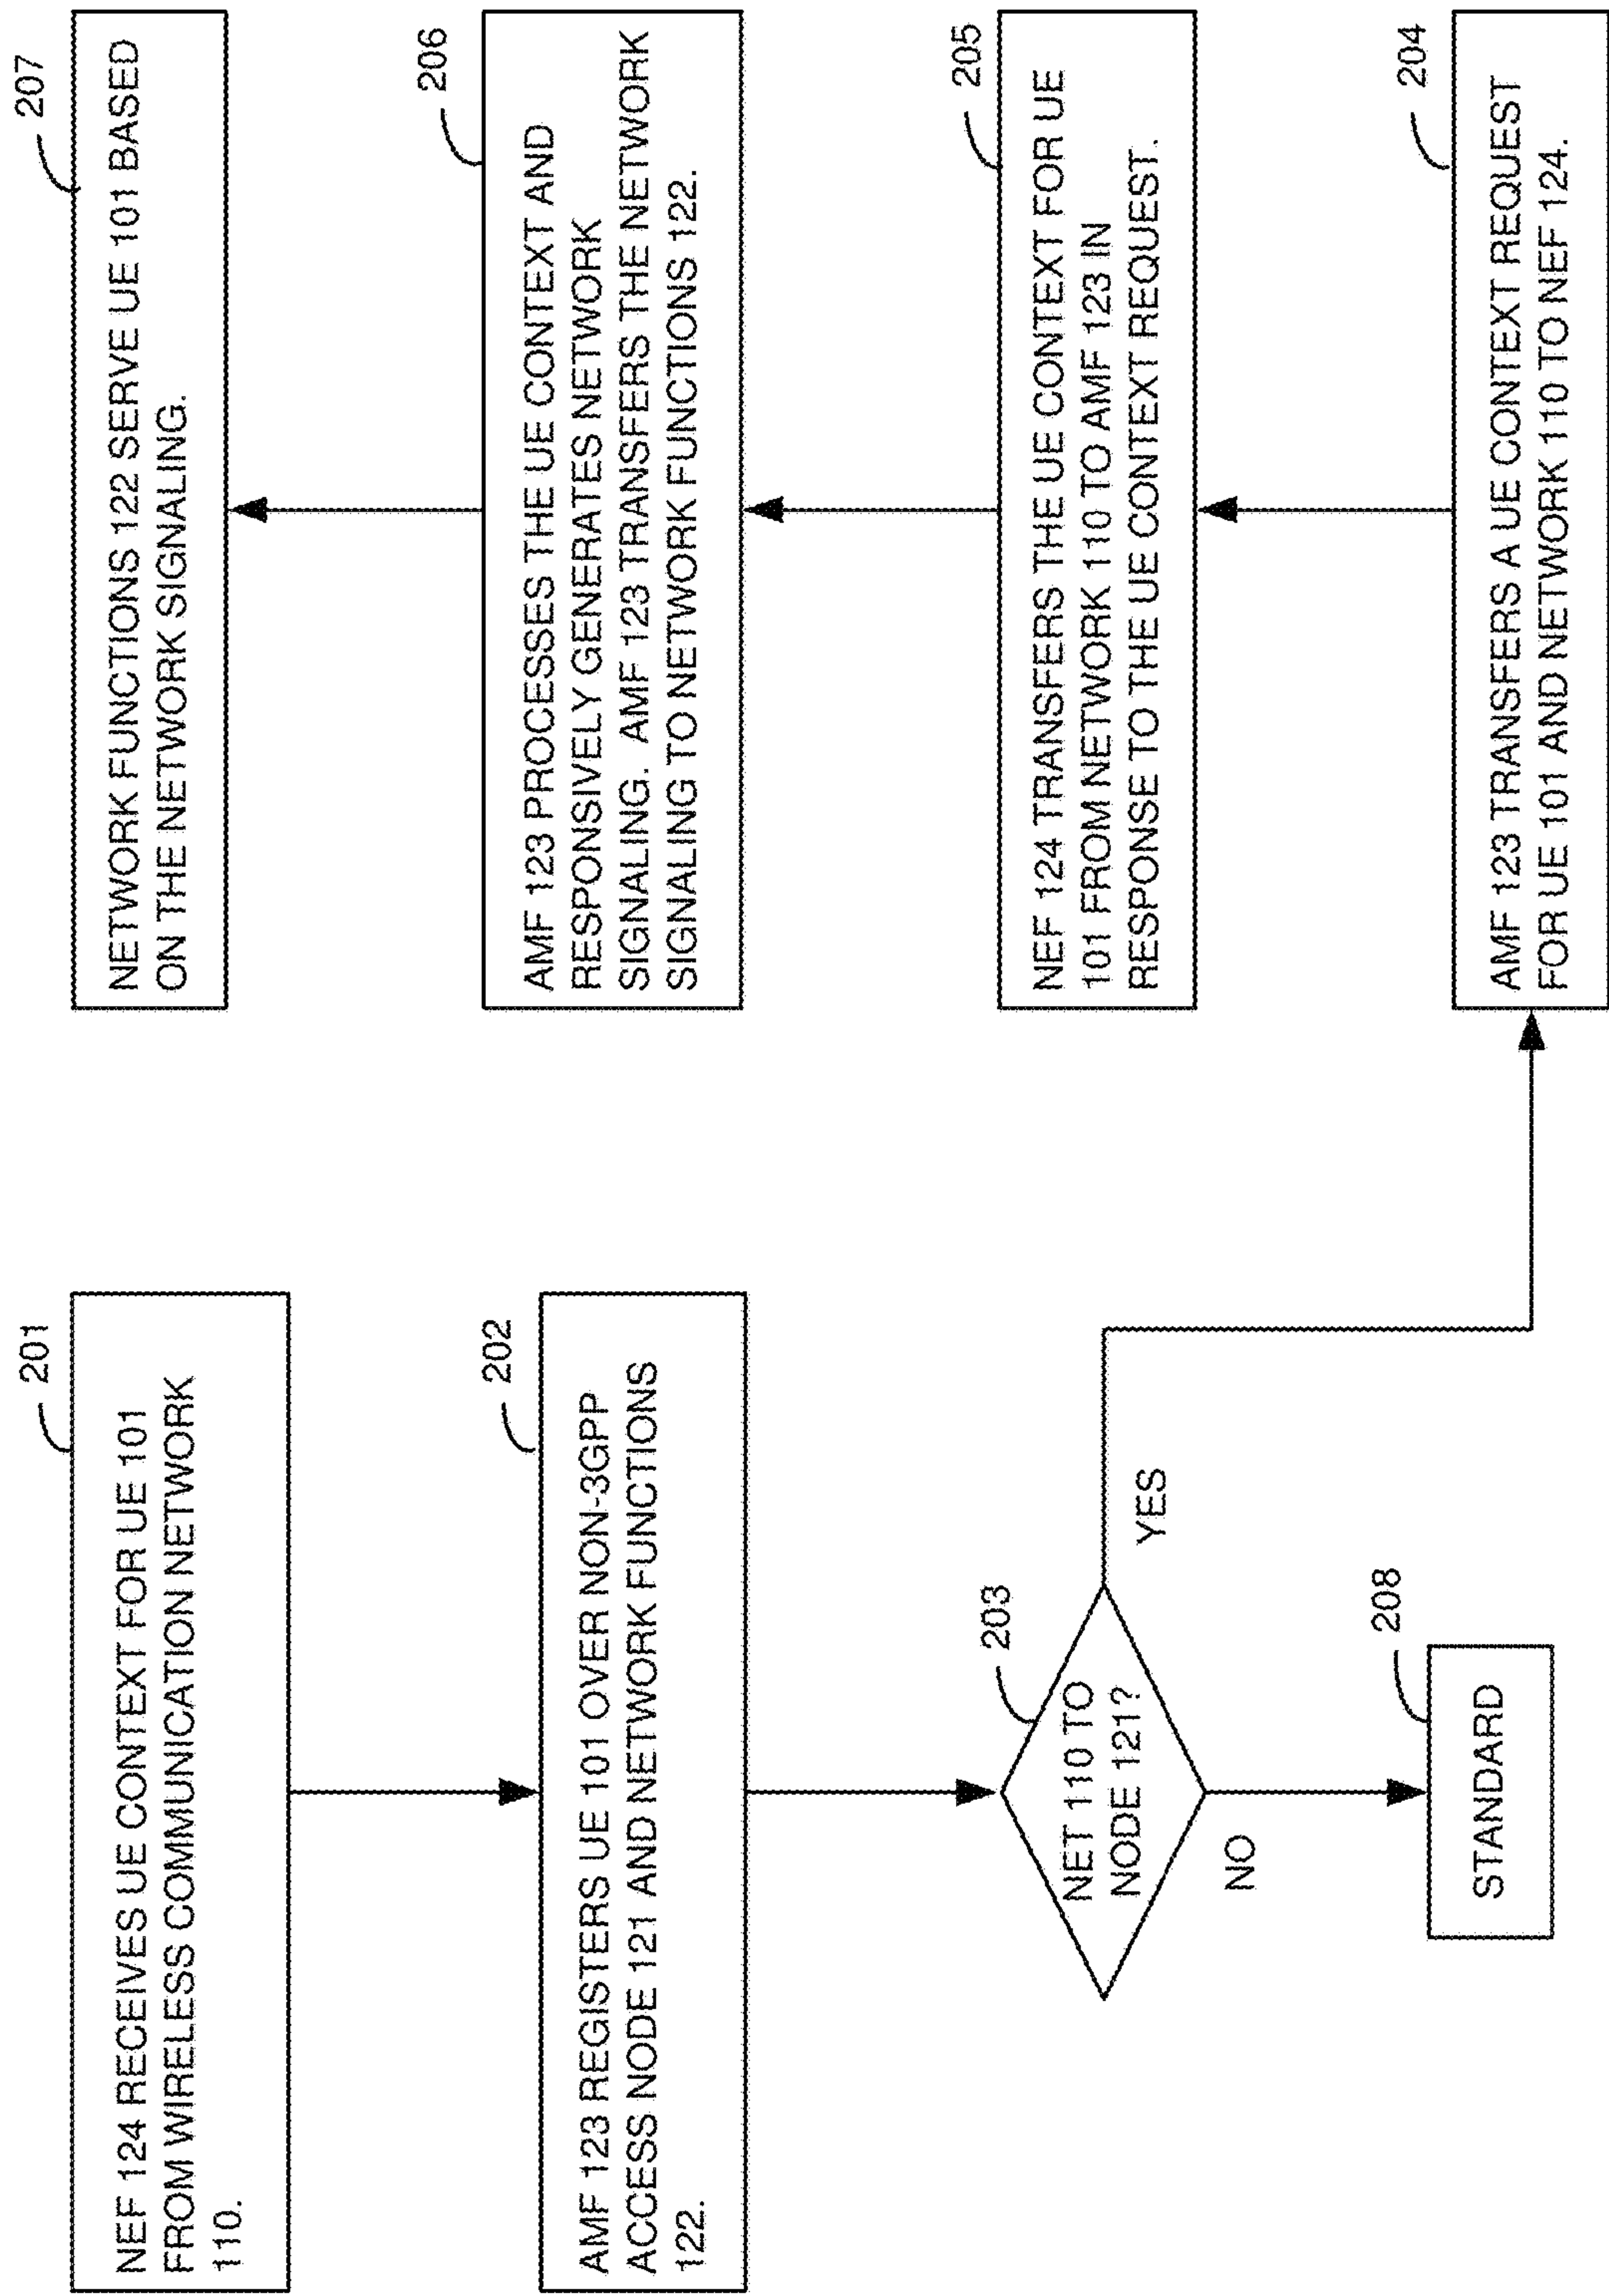 201
NEF 124 RECEIVES UE CONTEXT FOR UE 101
FROM WIRELESS COMMUNICATION NETWORK
110.
202
AMF 123 REGISTERS UE 101 OVER NON-3GPP
ACCESS NODE 121 AND NETWORK FUNCTIONS
122.
203
NET 110 TO
NODE 121?
YES
NO
208
STANDARD
204
AMF 123 TRANSFERS A UE CONTEXT REQUEST
FOR UE 101 AND NETWORK 110 TO NEF 124.
205
NEF 124 TRANSFERS THE UE CONTEXT FOR UE
101 FROM NETWORK 110 TO AMF 123 IN
RESPONSE TO THE UE CONTEXT REQUEST.
206
AMF 123 PROCESSES THE UE CONTEXT AND
RESPONSIVELY GENERATES NETWORK
SIGNALING. AMF 123 TRANSFERS THE NETWORK
SIGNALING TO NETWORK FUNCTIONS 122.
207
NETWORK FUNCTIONS 122 SERVE UE 101 BASED
ON THE NETWORK SIGNALING.